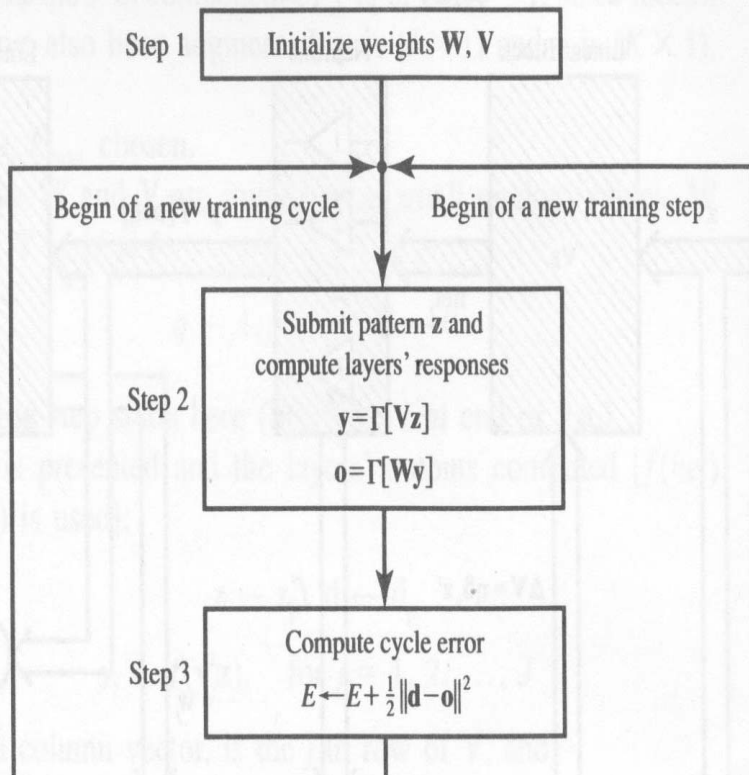 Step 1
Initialize weights W, V
Begin of a new training cycle
Begin of a new training step
Step 2
Submit pattern z and
compute layers' responses
y=Γ[Vz]
o=Γ[Wy]
Step 3
Compute cycle error
E←E+½‖d−o‖²